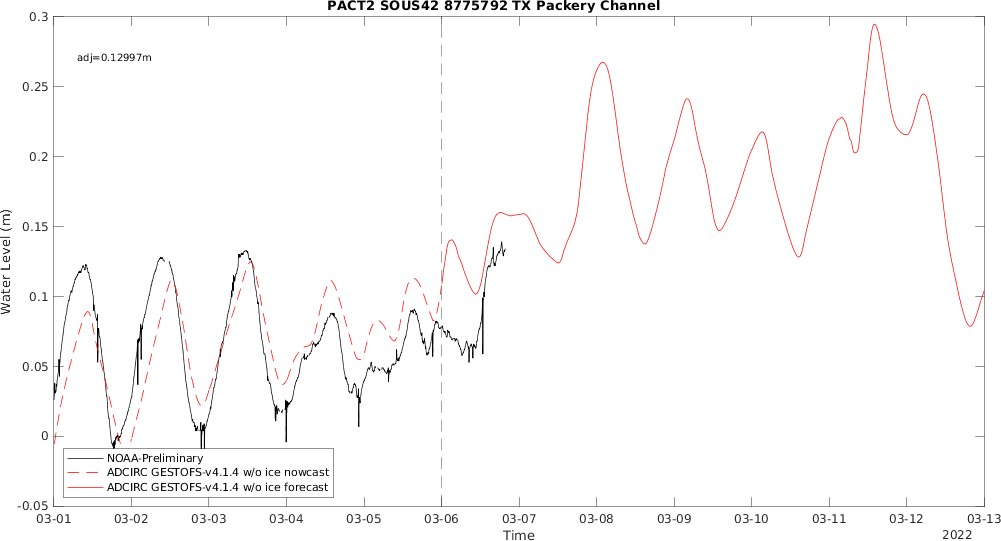 PACT2 SOUS42 8775792 TX Packery Channel
0.3
adj=0.12997m
0.25
0.2
0.15
Water Level (m)
0.1
0.05
0
NOAA-Preliminary
ADCIRC GESTOFS-v4.1.4 w/o ice nowcast
ADCIRC GESTOFS-v4.1.4 w/o ice forecast
-0.05
03-01 03-02 03-03 03-04 03-05 03-06 03-07 03-08 03-09 03-10 03-11 03-12 03-13
Time
2022